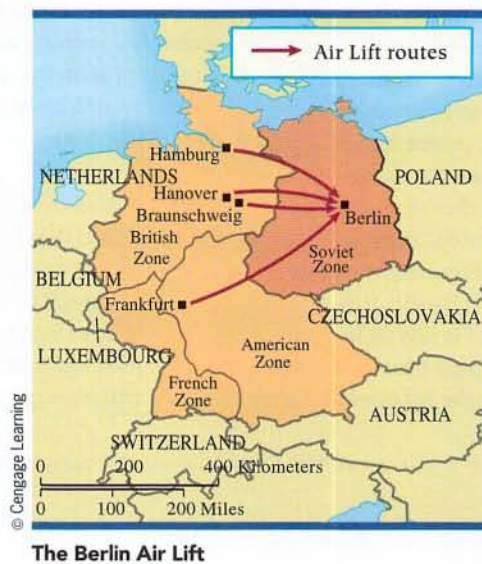 Air Lift routes
Hamburg
NETHERLANDS
Hanover
POLAND
Braunschweig
Berlin
British
Zone
Soviet
Zone
BELGIUM
Frankfurt
CZECHOSLOVAKIA
LUXEMBOURG
American
Zone
French
Zone
AUSTRIA
SWITZERLAND
0 200 400 Kilometers
0 100 200 Miles
© Cengage Learning
The Berlin Air Lift